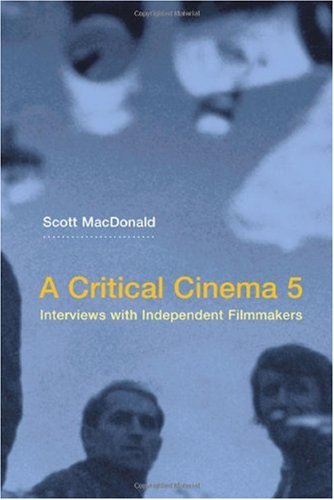 Scott MacDonald
A Critical Cinema 5
Interviews with Independent Filmmakers